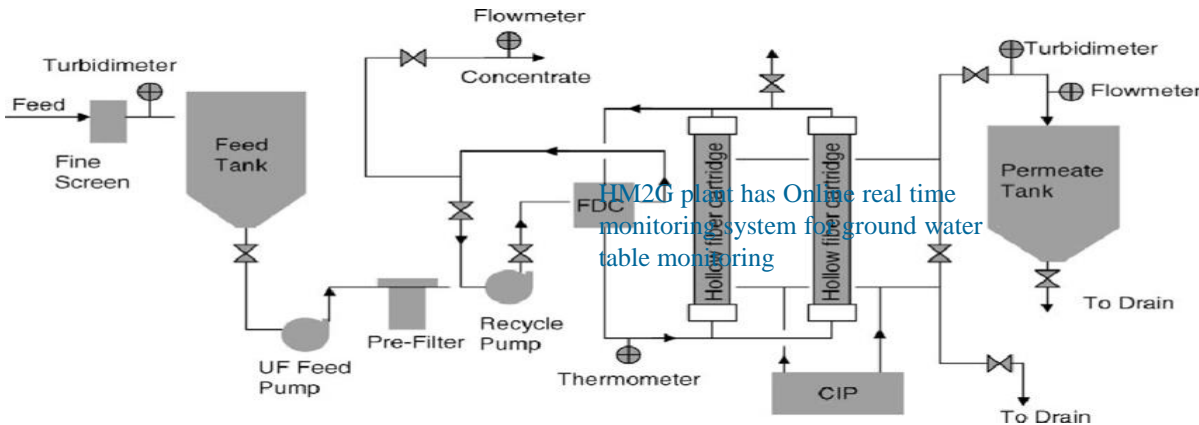 Flowmeter
Concentrate
Turbidimeter
Feed
Fine
Screen
Feed
Tank
UF Feed
Pump
Pre-Filter
Recycle
Pump
FDC
Thermometer
Hollow fiber cartridge
Hollow fiber cartridge
HM2G plant has Online real time
monitoring system for ground water
table monitoring
CIP
Turbidimeter
Flowmeter
Permeate
Tank
To Drain
To Drain